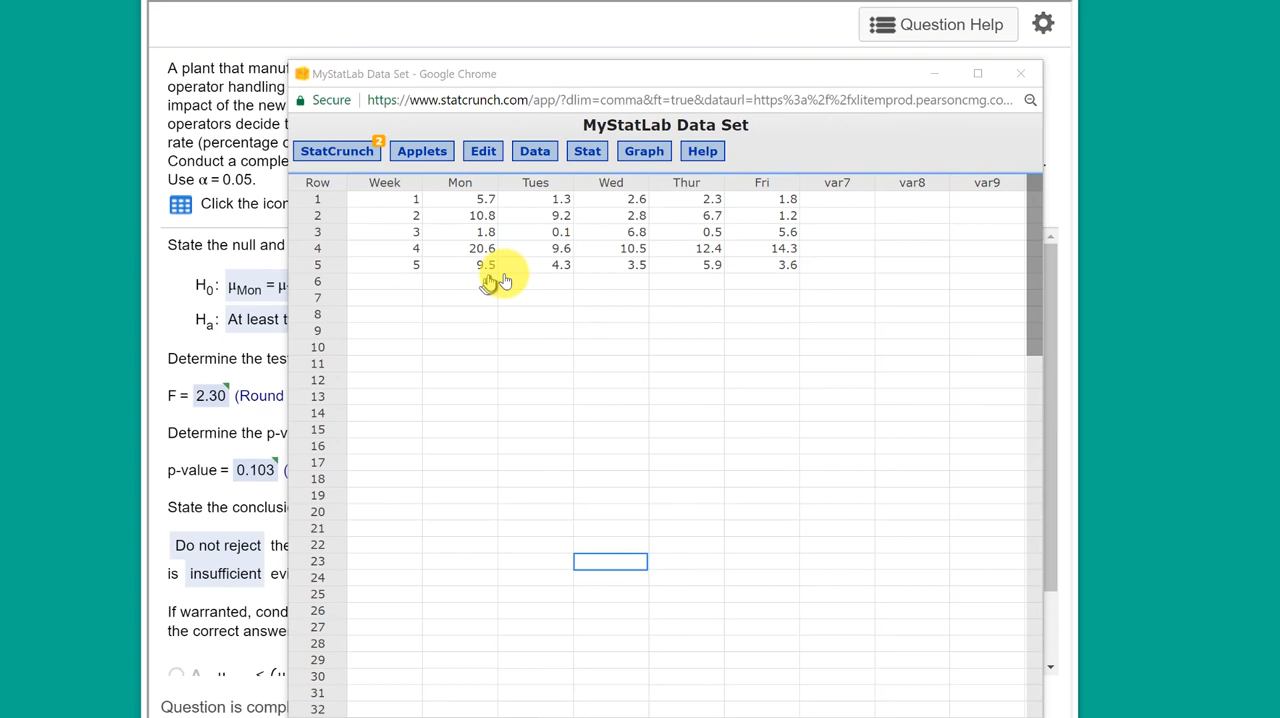 Question Help
A plant that manuf
operator handling
impact of the new
operators decide t
rate (percentage o
Conduct a comple
Use α = 0.05.
Click the icon
State the null and
H0: μMon = μ
Ha: At least t
Determine the test
F = 2.30 (Round
Determine the p-v
p-value = 0.103 (
State the conclusi
Do not reject the
is insufficient evi
If warranted, cond
the correct answe
A.
Question is compl
MyStatLab Data Set - Google Chrome
Secure https://www.statcrunch.com/app/?dlim=comma&ft=true&dataurl=https%3a%2f%2fxlitemprod.pearsoncmg.co...
MyStatLab Data Set
StatCrunch 2 Applets Edit Data Stat Graph Help
Row Week Mon Tues Wed Thur Fri var7 var8 var9
1 1 5.7 1.3 2.6 2.3 1.8
2 2 10.8 9.2 2.8 6.7 1.2
3 3 1.8 0.1 6.8 0.5 5.6
4 4 20.6 9.6 10.5 12.4 14.3
5 5 9.5 4.3 3.5 5.9 3.6
6
7
8
9
10
11
12
13
14
15
16
17
18
19
20
21
22
23
24
25
26
27
28
29
30
31
32